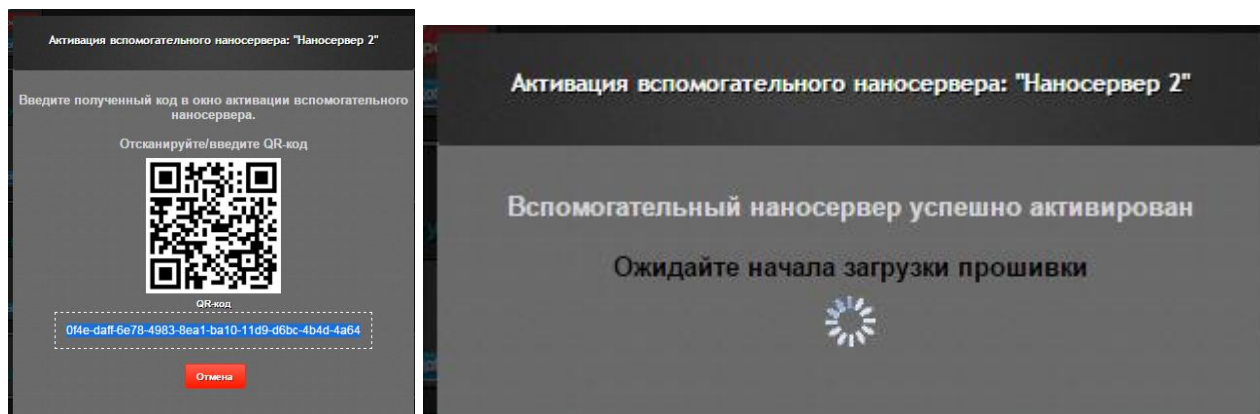 Активация вспомогательного наносервера: "Наносервер 2"
Введите полученный код в окно активации вспомогательного
наносервера.
Отсканируйте/введите QR-код
QR-код
0f4e-daff-6e78-4983-8ea1-ba10-11d9-d6bc-4b4d-4a64
Отмена
Активация вспомогательного наносервера: "Наносервер 2"
Вспомогательный наносервер успешно активирован
Ожидайте начала загрузки прошивки